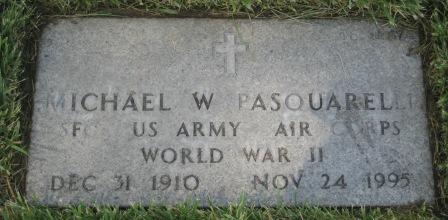 MICHAEL W PASQUARELLI
SFC US ARMY AIR CORPS
WORLD WAR II
DEC 31 1910 NOV 24 1995